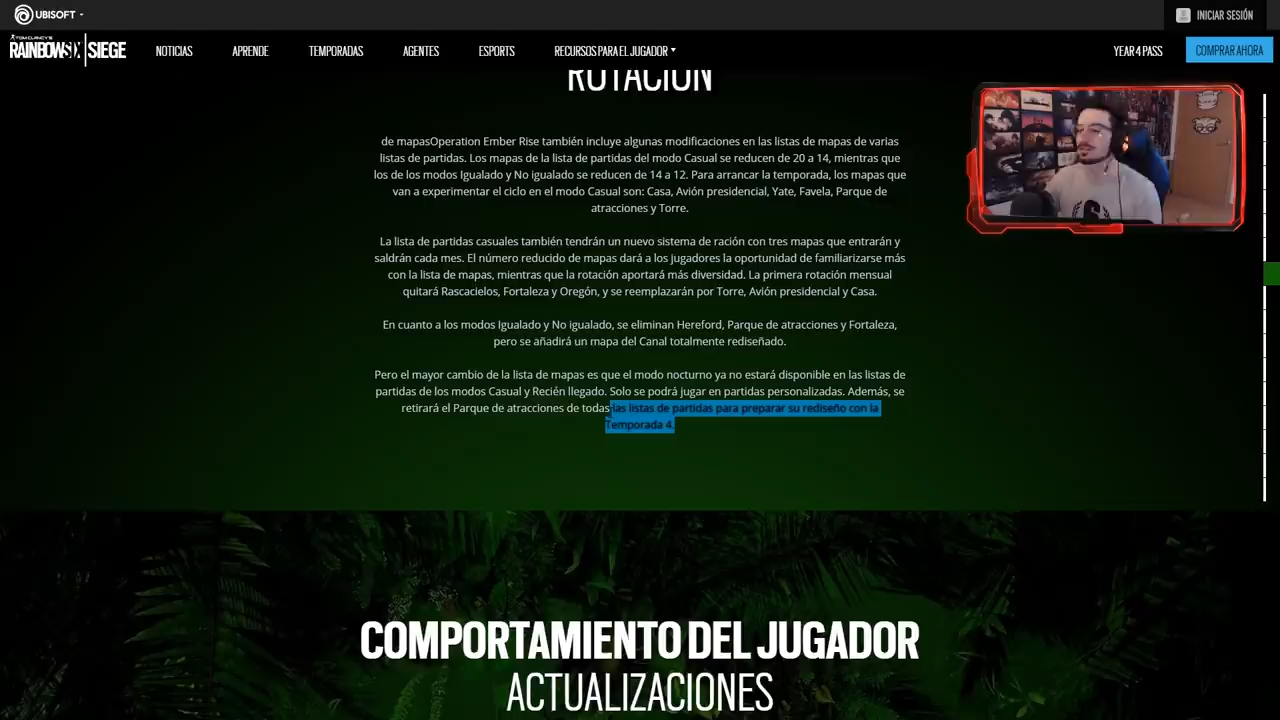 UBISOFT
INICIAR SESIÓN
TOM CLANCY'S
RAINBOW SIX | SIEGE
NOTICIAS
APRENDE
TEMPORADAS
AGENTES
ESPORTS
RECURSOS PARA EL JUGADOR
YEAR 4 PASS
COMPRAR AHORA
ROTACIÓN
de mapasOperation Ember Rise también incluye algunas modificaciones en las listas de mapas de varias
listas de partidas. Los mapas de la lista de partidas del modo Casual se reducen de 20 a 14, mientras que
los de los modos Igualado y No igualado se reducen de 14 a 12. Para arrancar la temporada, los mapas que
van a experimentar el ciclo en el modo Casual son: Casa, Avión presidencial, Yate, Favela, Parque de
atracciones y Torre.
La lista de partidas casuales también tendrán un nuevo sistema de ración con tres mapas que entrarán y
saldrán cada mes. El número reducido de mapas dará a los jugadores la oportunidad de familiarizarse más
con la lista de mapas, mientras que la rotación aportará más diversidad. La primera rotación mensual
quitará Rascacielos, Fortaleza y Oregón, y se reemplazarán por Torre, Avión presidencial y Casa.
En cuanto a los modos Igualado y No igualado, se eliminan Hereford, Parque de atracciones y Fortaleza,
pero se añadirá un mapa del Canal totalmente rediseñado.
Pero el mayor cambio de la lista de mapas es que el modo nocturno ya no estará disponible en las listas de
partidas de los modos Casual y Recién llegado. Solo se podrá jugar en partidas personalizadas. Además, se
retirará el Parque de atracciones de todas las listas de partidas para preparar su rediseño con la
Temporada 4.
COMPORTAMIENTO DEL JUGADOR
ACTUALIZACIONES